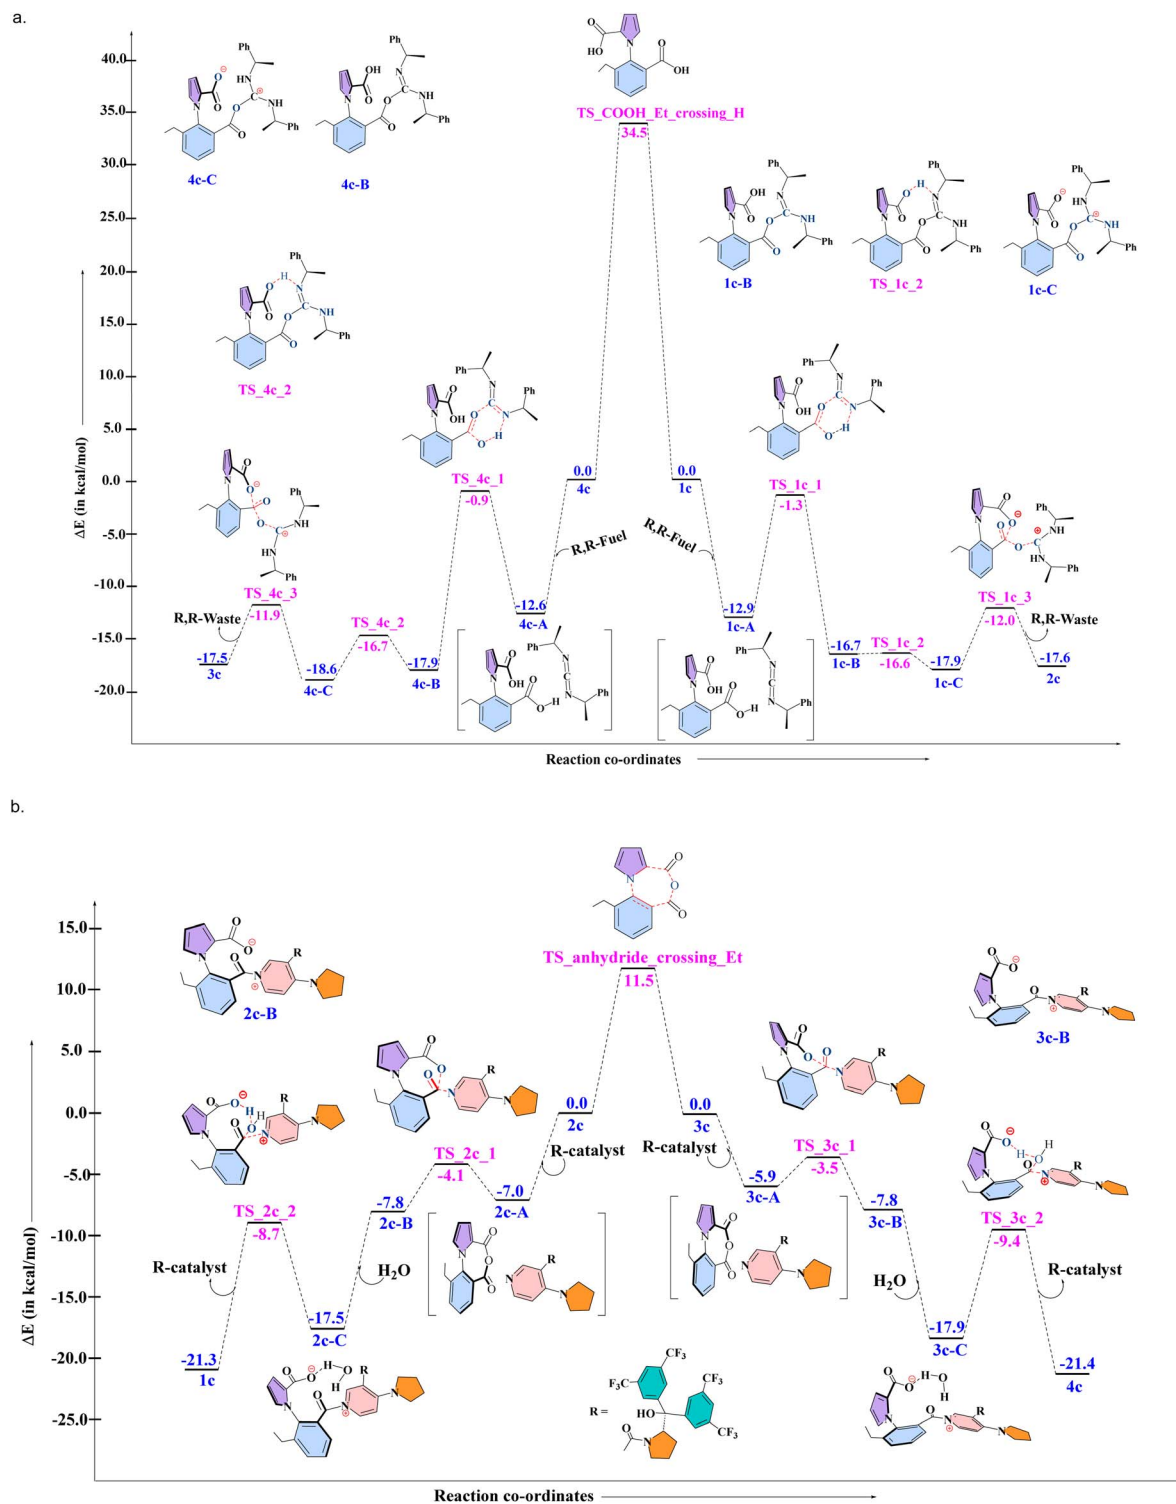 a.
40.0
35.0
30.0
25.0
20.0
15.0
10.0
5.0
0.0
-5.0
-10.0
-15.0
-20.0
ΔE (in kcal/mol)
4c-C
4c-B
TS_COOH_Et_crossing_H
34.5
1c-B
TS_1c_2
1c-C
TS_4c_2
TS_4c_1
-0.9
0.0
4c
0.0
1c
TS_1c_1
-1.3
R,R-Fuel
R,R-Fuel
TS_4c_3
-11.9
R,R-Waste
TS_4c_2
-16.7
-12.6
4c-A
-12.9
1c-A
TS_1c_3
-12.0
R,R-Waste
-17.5
3c
-18.6
4c-C
-17.9
4c-B
-16.7
1c-B
TS_1c_2
-16.6
-17.9
1c-C
-17.6
2c
Reaction co-ordinates
b.
15.0
10.0
5.0
0.0
-5.0
-10.0
-15.0
-20.0
-25.0
ΔE (in kcal/mol)
TS_anhydride_crossing_Et
11.5
2c-B
3c-B
0.0
2c
0.0
3c
R-catalyst
R-catalyst
TS_2c_1
-4.1
TS_3c_1
-3.5
-7.8
2c-B
-7.0
2c-A
-5.9
3c-A
-7.8
3c-B
TS_2c_2
-8.7
TS_3c_2
-9.4
R-catalyst
H2O
H2O
R-catalyst
-17.5
2c-C
-17.9
3c-C
-21.3
1c
-21.4
4c
R =
CF3
F3C
CF3
HO
CF3
N
O
Reaction co-ordinates